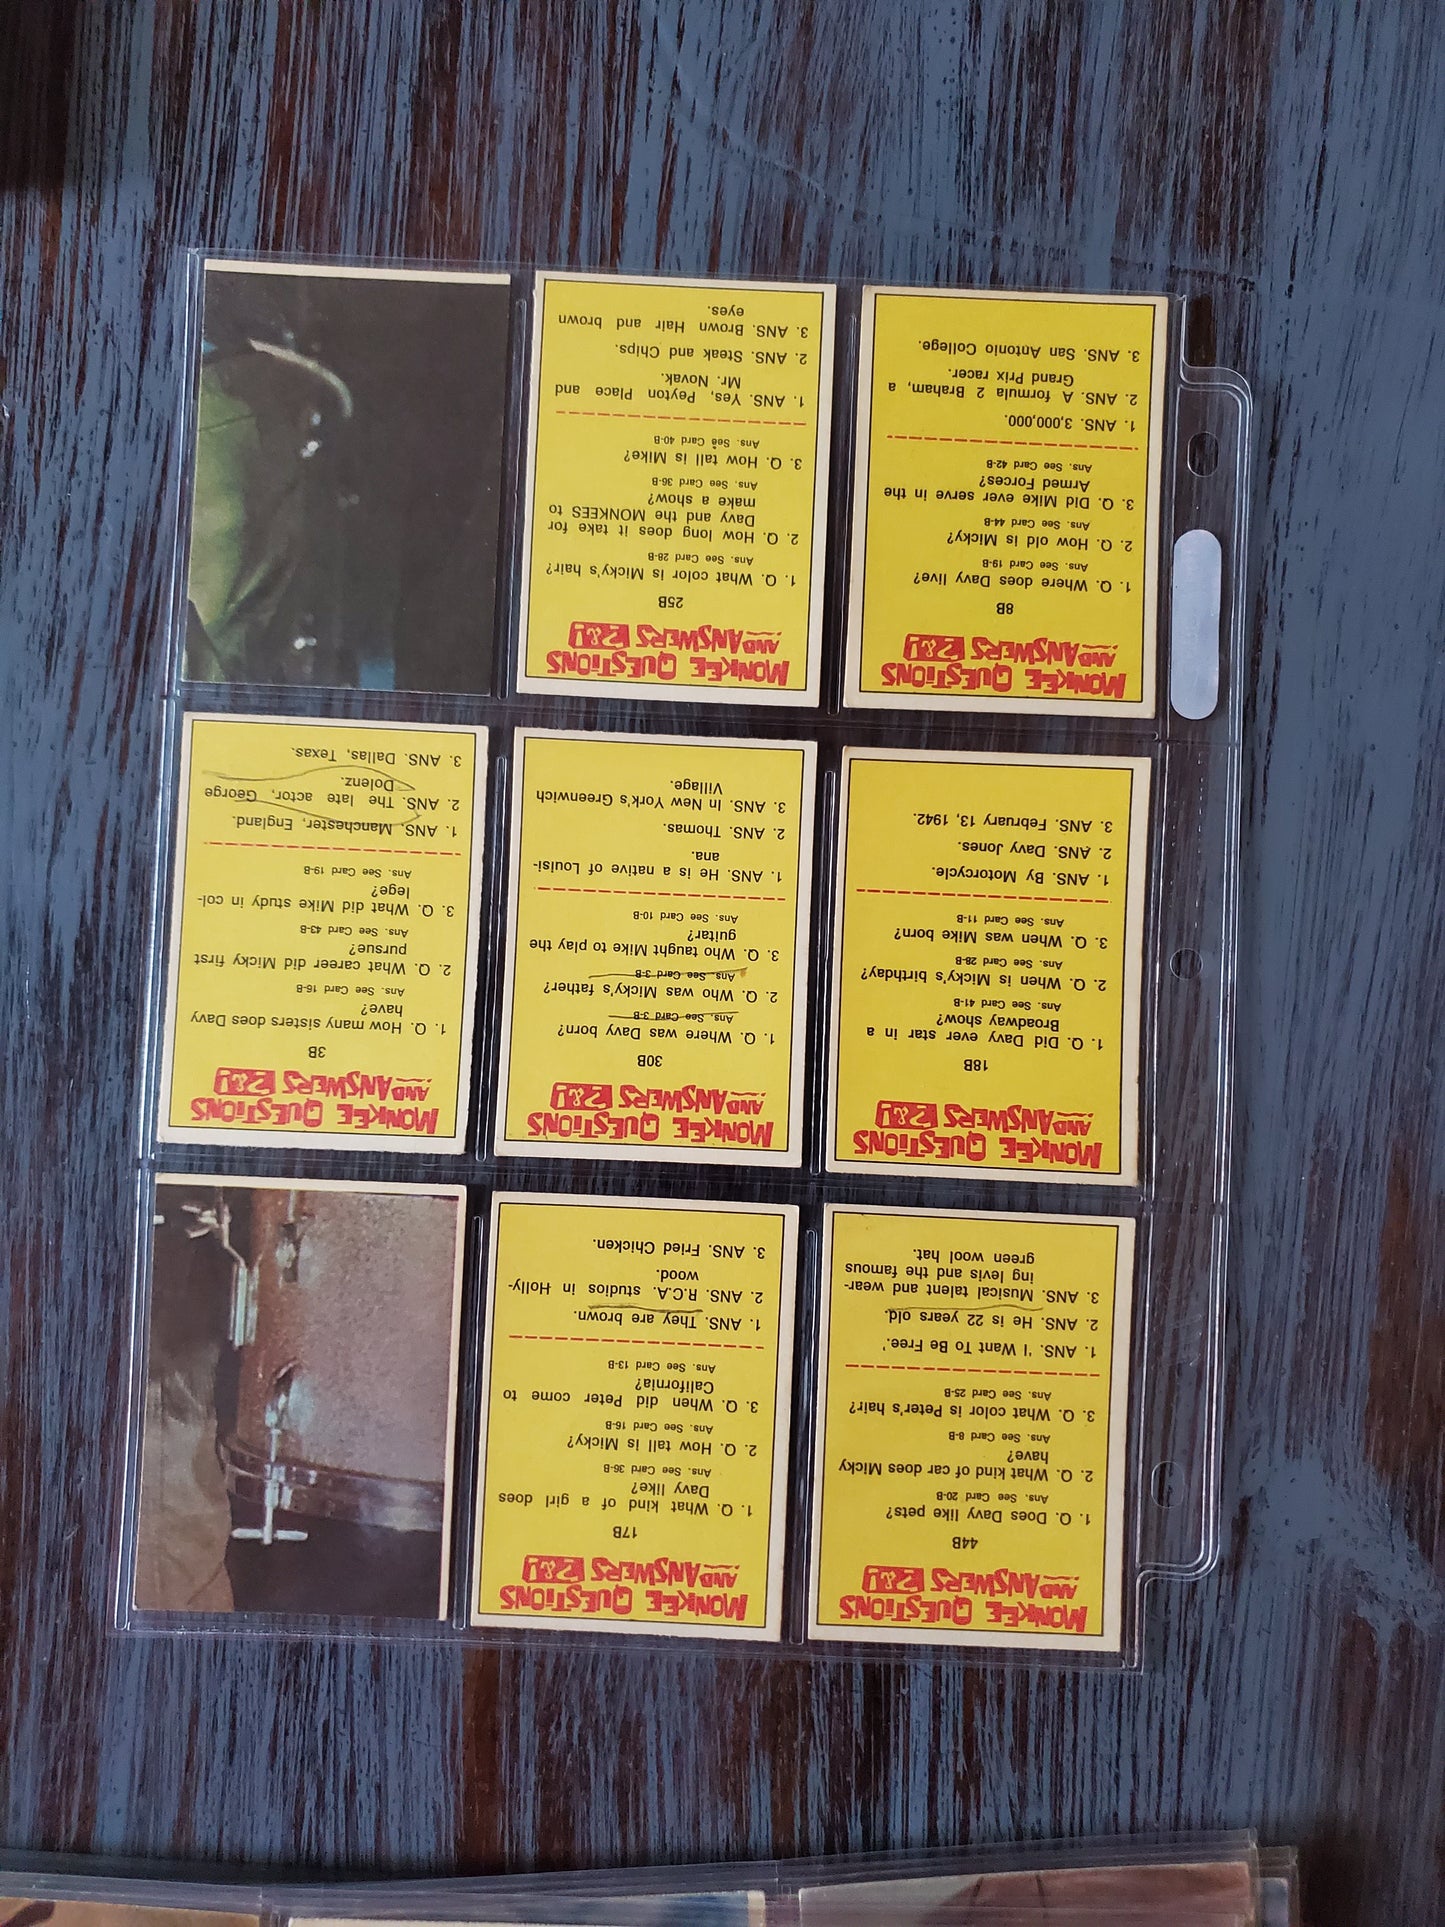 MONKEE QUESTIONS
AND ANSWERS
44B
1. Q. Does Davy like pets?
Ans. See Card 20-B
2. Q. What kind of car does Micky
have?
Ans. See Card 8-B
3. Q. What color is Peter's hair?
Ans. See Card 25-B
1. ANS. 'I Want To Be Free.'
2. ANS. He is 22 years old.
3. ANS. Musical talent and wear-
ing levis and the famous
green wool hat.
MONKEE QUESTIONS
AND ANSWERS
17B
1. Q. What kind of a girl does
Davy like?
Ans. See Card 36-B
2. Q. How tall is Micky?
Ans. See Card 16-B
3. Q. When did Peter come to
California?
Ans. See Card 13-B
1. ANS. They are brown.
2. ANS. R.C.A. studios in Holly-
wood.
3. ANS. Fried Chicken.
MONKEE QUESTIONS
AND ANSWERS
18B
1. Q. Did Davy ever star in a
Broadway show?
Ans. See Card 41-B
2. Q. When is Micky's birthday?
Ans. See Card 28-B
3. Q. When was Mike born?
Ans. See Card 11-B
1. ANS. By Motorcycle.
2. ANS. Davy Jones.
3. ANS. February 13, 1942.
MONKEE QUESTIONS
AND ANSWERS
30B
1. Q. Where was Davy born?
Ans. See Card 3-B
2. Q. Who was Micky's father?
Ans. See Card 3-B
3. Q. Who taught Mike to play the
guitar?
Ans. See Card 10-B
1. ANS. He is a native of Louisi-
ana.
2. ANS. Thomas.
3. ANS. In New York's Greenwich
Village.
MONKEE QUESTIONS
AND ANSWERS
3B
1. Q. How many sisters does Davy
have?
Ans. See Card 16-B
2. Q. What career did Micky first
pursue?
Ans. See Card 43-B
3. Q. What did Mike study in col-
lege?
Ans. See Card 19-B
1. ANS. Manchester, England.
2. ANS. The late actor, George
Dolenz.
3. ANS. Dallas, Texas.
MONKEE QUESTIONS
AND ANSWERS
8B
1. Q. Where does Davy live?
Ans. See Card 19-B
2. Q. How old is Micky?
Ans. See Card 44-B
3. Q. Did Mike ever serve in the
Armed Forces?
Ans. See Card 42-B
1. ANS. 3,000,000.
2. ANS. A formula 2 Braham, a
Grand Prix racer.
3. ANS. San Antonio College.
MONKEE QUESTIONS
AND ANSWERS
25B
1. Q. What color is Micky's hair?
Ans. See Card 28-B
2. Q. How long does it take for
Davy and the MONKEES to
make a show?
Ans. See Card 36-B
3. Q. How tall is Mike?
Ans. See Card 40-B
1. ANS. Yes, Peyton Place and
Mr. Novak.
2. ANS. Steak and Chips.
3. ANS. Brown Hair and brown
eyes.